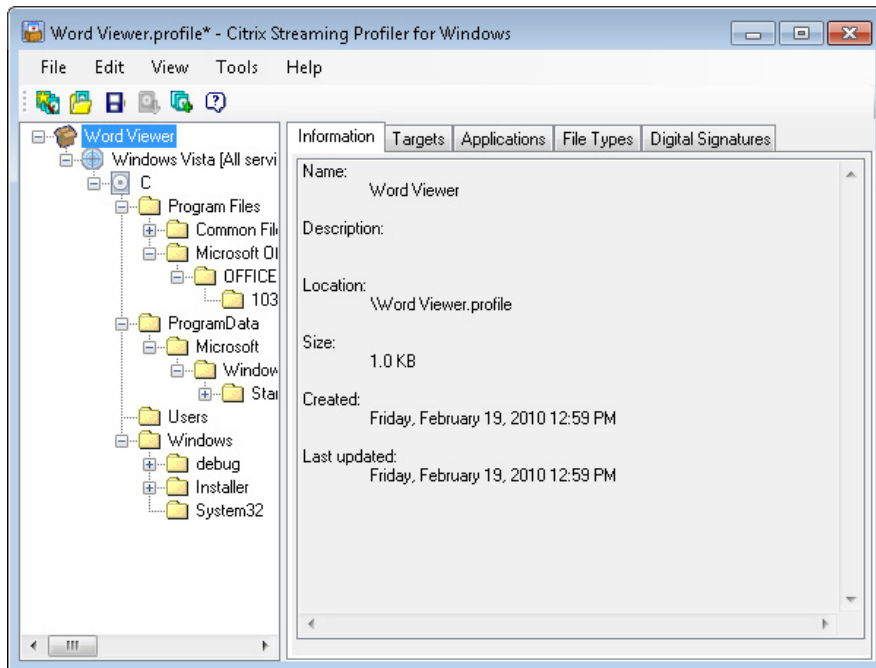 Word Viewer.profile* - Citrix Streaming Profiler for Windows
File Edit View Tools Help
Word Viewer
Windows Vista [All servi
C
Program Files
Common File
Microsoft Of
OFFICE
103
ProgramData
Microsoft
Window
Star
Users
Windows
debug
Installer
System32
Information Targets Applications File Types Digital Signatures
Name:
Word Viewer
Description:
Location:
\Word Viewer.profile
Size:
1.0 KB
Created:
Friday, February 19, 2010 12:59 PM
Last updated:
Friday, February 19, 2010 12:59 PM